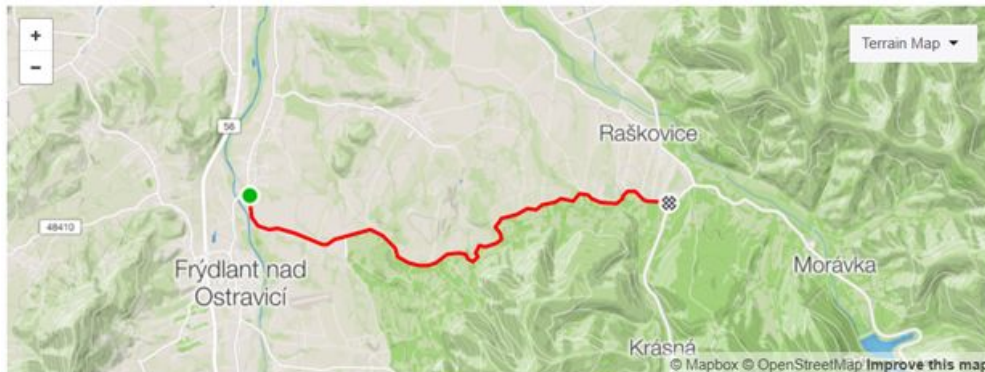 +
−
Terrain Map
56
Raškovice
48410
Frýdlant nad
Ostravicí
Morávka
Krásná
© Mapbox © OpenStreetMap Improve this map